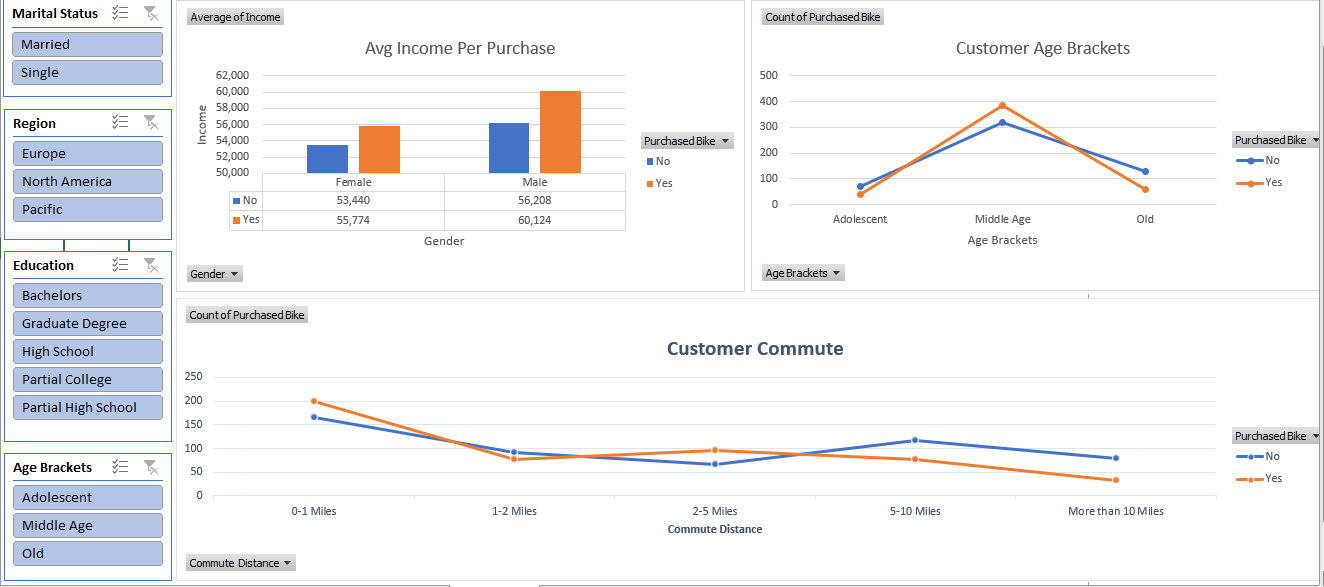 Marital Status
Married
Single
Region
Europe
North America
Pacific
Education
Bachelors
Graduate Degree
High School
Partial College
Partial High School
Age Brackets
Adolescent
Middle Age
Old
Average of Income
Avg Income Per Purchase
62,000
60,000
58,000
56,000
54,000
52,000
50,000
Income
Female Male
No 53,440 56,208
Yes 55,774 60,124
Gender
Purchased Bike
No
Yes
Gender
Count of Purchased Bike
Customer Age Brackets
500
400
300
200
100
0
Adolescent Middle Age Old
Age Brackets
Purchased Bike
No
Yes
Age Brackets
Count of Purchased Bike
Customer Commute
250
200
150
100
50
0
0-1 Miles 1-2 Miles 2-5 Miles 5-10 Miles More than 10 Miles
Commute Distance
Purchased Bike
No
Yes
Commute Distance